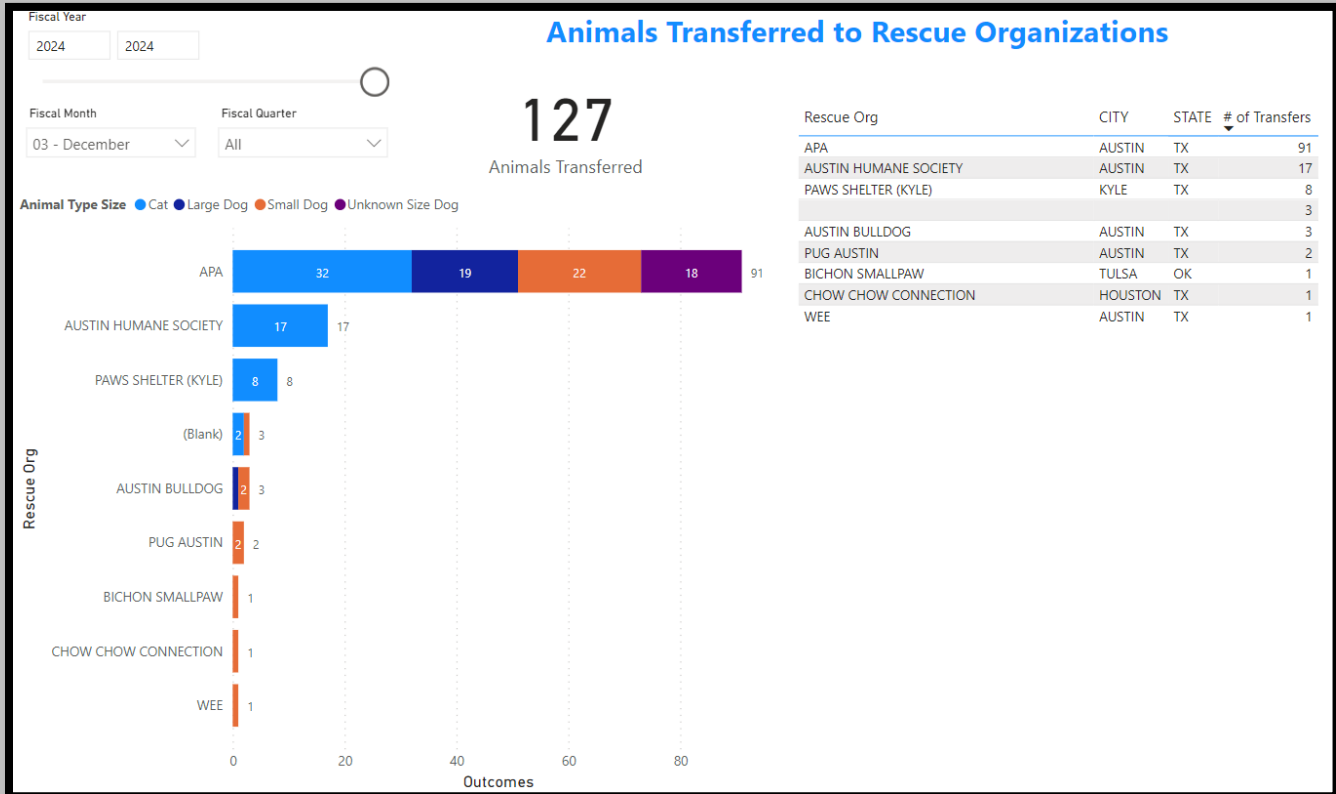 Fiscal Year
2024 2024
Animals Transferred to Rescue Organizations
Fiscal Month Fiscal Quarter
03 - December All
127
Animals Transferred
Rescue Org CITY STATE # of Transfers
APA AUSTIN TX 91
AUSTIN HUMANE SOCIETY AUSTIN TX 17
PAWS SHELTER (KYLE) KYLE TX 8
3
AUSTIN BULLDOG AUSTIN TX 3
PUG AUSTIN AUSTIN TX 2
BICHON SMALLPAW TULSA OK 1
CHOW CHOW CONNECTION HOUSTON TX 1
WEE AUSTIN TX 1
Animal Type Size Cat Large Dog Small Dog Unknown Size Dog
Rescue Org
APA 32 19 22 18 91
AUSTIN HUMANE SOCIETY 17 17
PAWS SHELTER (KYLE) 8 8
(Blank) 2 3
AUSTIN BULLDOG 2 3
PUG AUSTIN 2 2
BICHON SMALLPAW 1
CHOW CHOW CONNECTION 1
WEE 1
0 20 40 60 80
Outcomes